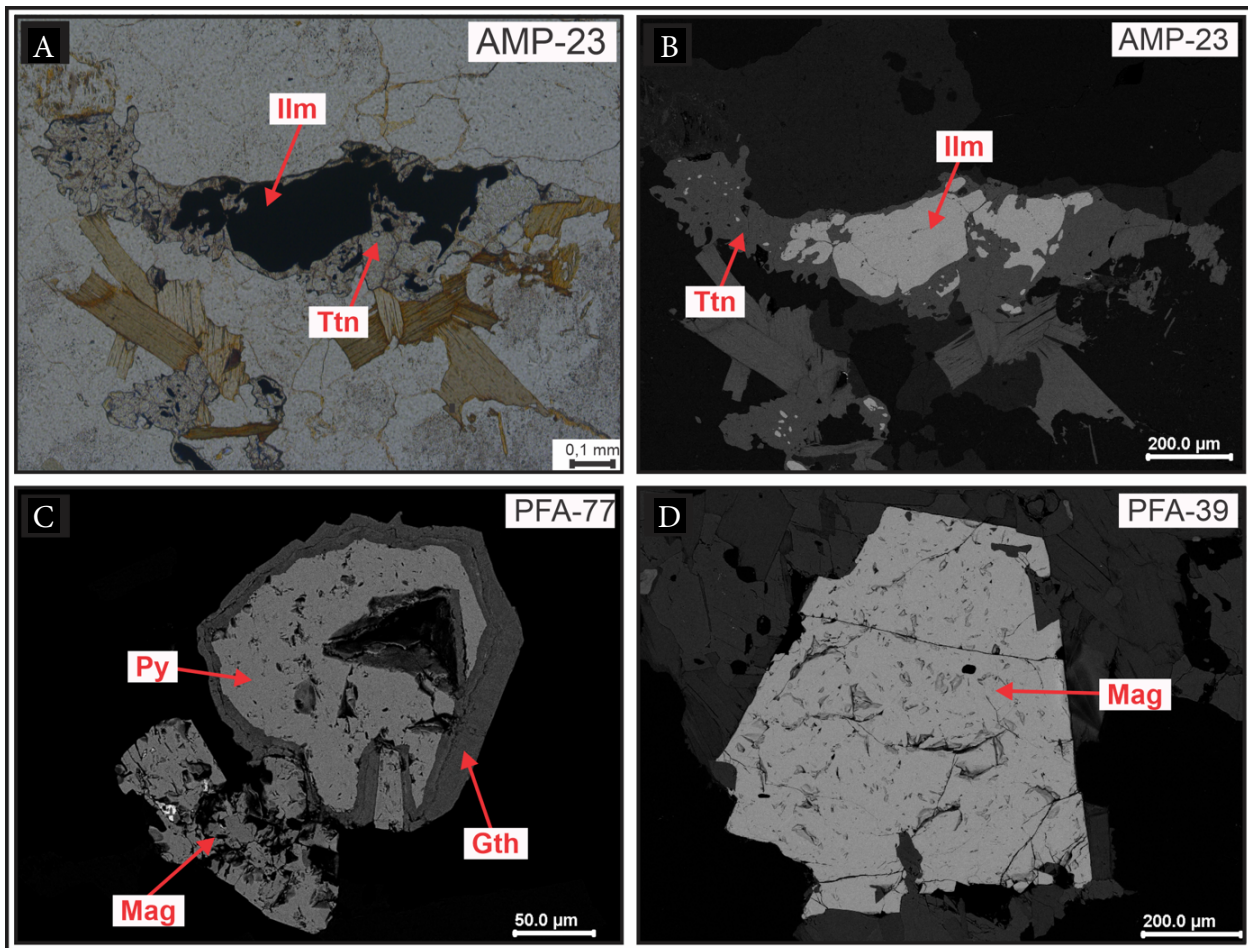 A
AMP-23
Ilm
Ttn
0,1 mm
B
AMP-23
Ilm
Ttn
200.0 µm
C
PFA-77
Py
Gth
Mag
50.0 µm
D
PFA-39
Mag
200.0 µm